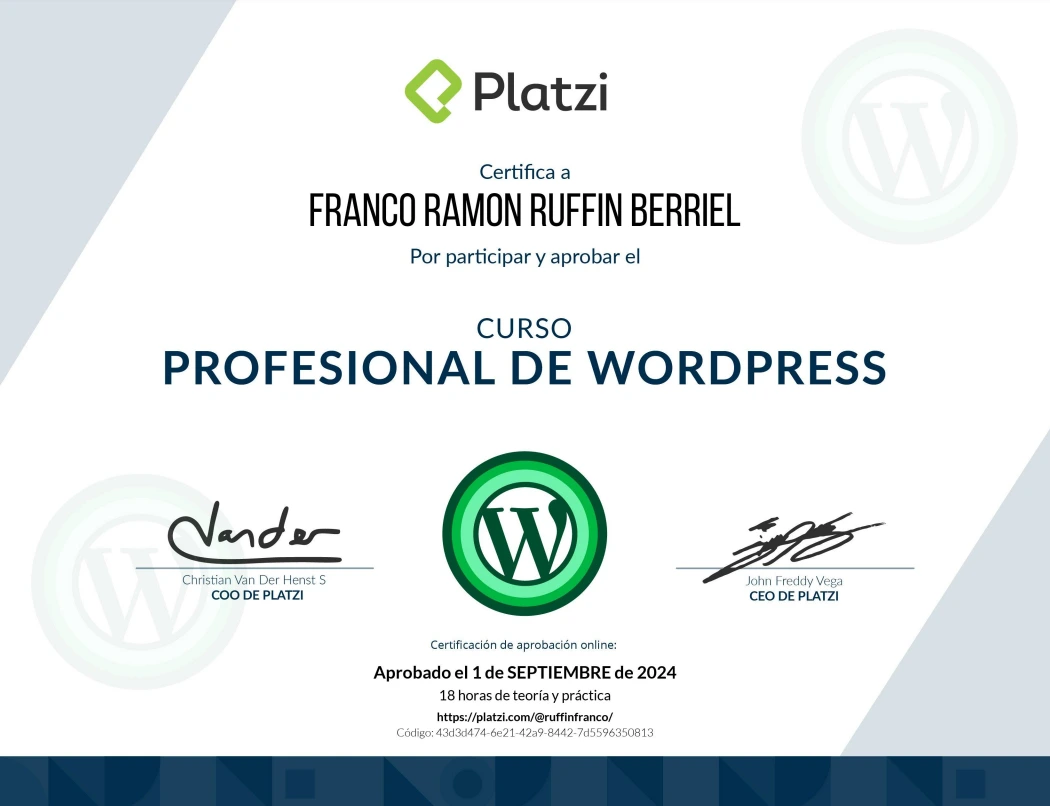 Platzi
Certifica a
FRANCO RAMON RUFFIN BERRIEL
Por participar y aprobar el
CURSO
PROFESIONAL DE WORDPRESS
Vander
Christian Van Der Henst S
COO DE PLATZI
John Freddy Vega
CEO DE PLATZI
Certificación de aprobación online:
Aprobado el 1 de SEPTIEMBRE de 2024
18 horas de teoría y práctica
https://platzi.com/@ruffinfranco/
Código: 43d3d474-6e21-42a9-8442-7d5596350813